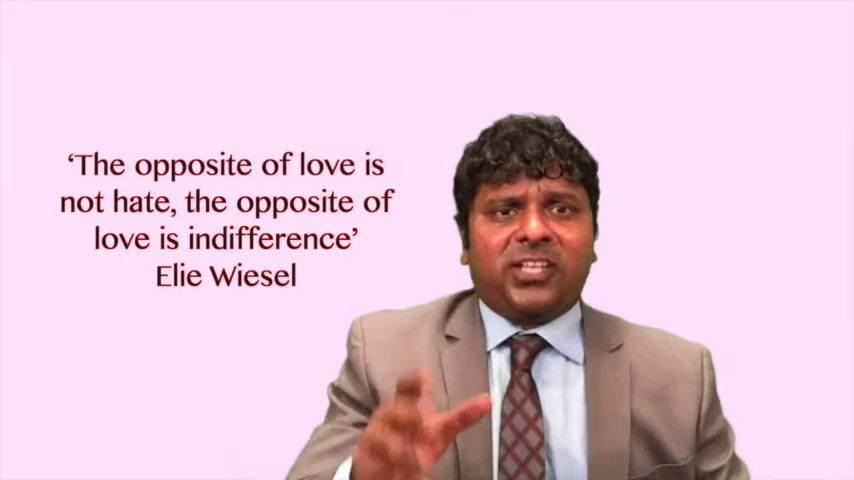 ‘The opposite of love is
not hate, the opposite of
love is indifference’
Elie Wiesel